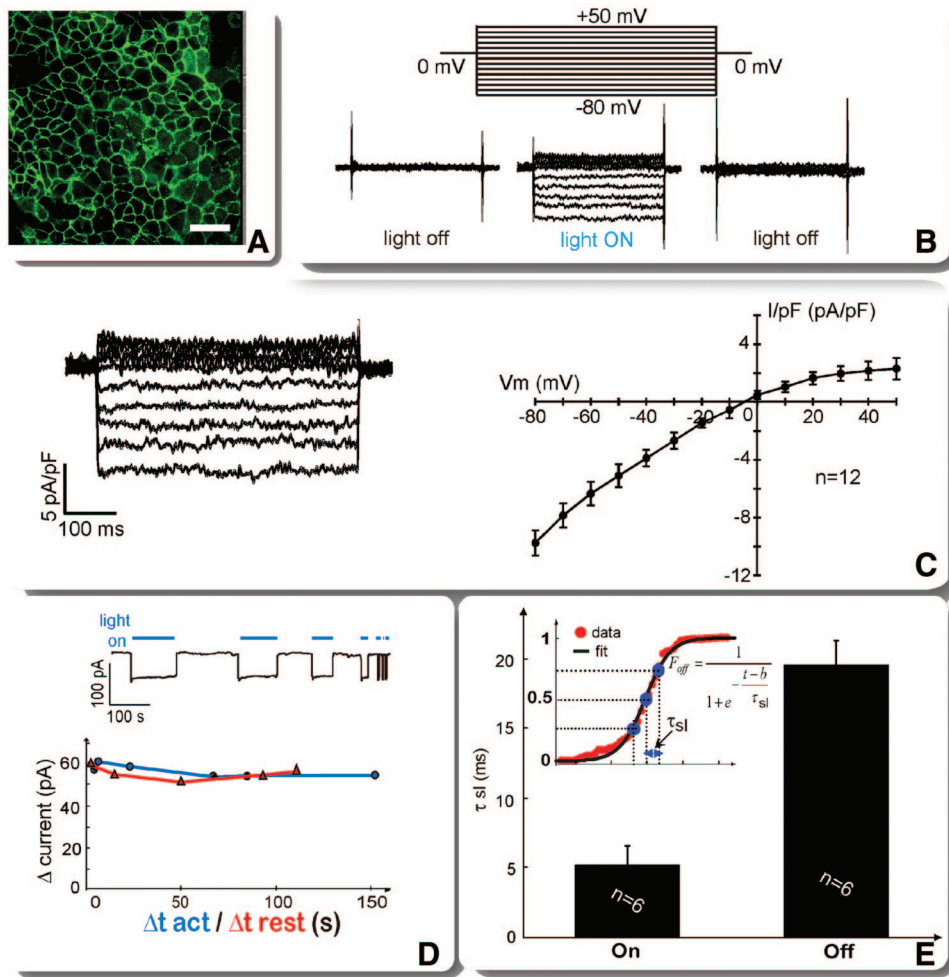 A
+50 mV
0 mV
0 mV
-80 mV
light off
light ON
light off
B
5 pA/pF
100 ms
I/pF (pA/pF)
Vm (mV)
4
-80 -60 -40 -20 0 20 40
-4
-8
-12
n=12
C
light
on
100 pA
100 s
Δ current (pA)
60
40
20
0
0 50 100 150
Δt act / Δt rest (s)
D
τ sl (ms)
20
15
10
5
0
1
0.5
0
data
fit
F off = 1 / 1+e - t-b / τsl
τsl
n=6
n=6
On
Off
E